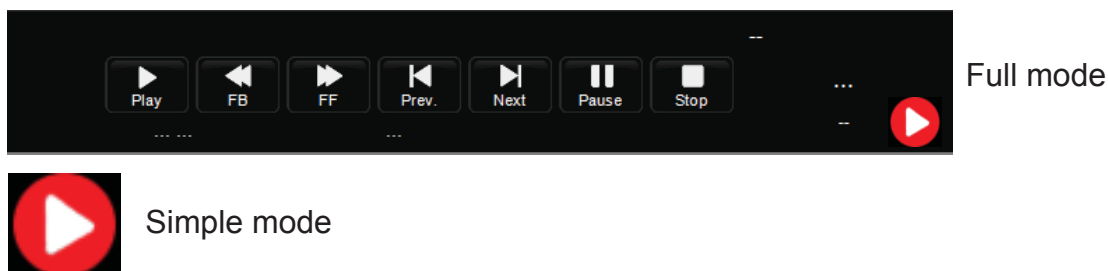 --
Play FB FF Prev. Next Pause Stop ...
Full mode
--
... ... ...
Simple mode